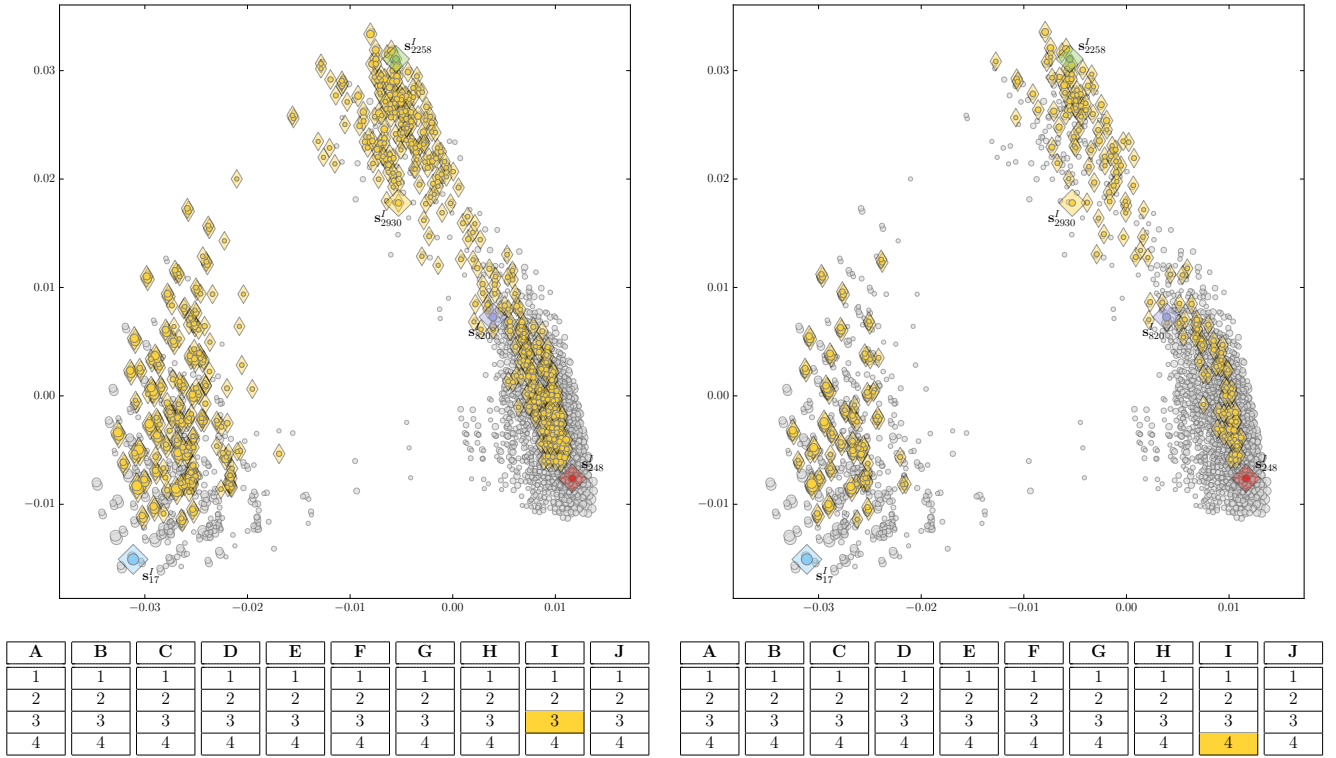 0.03
0.02
0.01
0.00
−0.01
−0.03
−0.02
−0.01
0.00
0.01
s^I_2258
s^I_2930
s^I_820
s^I_248
s^I_17
0.03
0.02
0.01
0.00
−0.01
−0.03
−0.02
−0.01
0.00
0.01
s^I_2258
s^I_2930
s^I_820
s^I_248
s^I_17
A B C D E F G H I J
1 1 1 1 1 1 1 1 1 1
2 2 2 2 2 2 2 2 2 2
3 3 3 3 3 3 3 3 3 3
4 4 4 4 4 4 4 4 4 4
A B C D E F G H I J
1 1 1 1 1 1 1 1 1 1
2 2 2 2 2 2 2 2 2 2
3 3 3 3 3 3 3 3 3 3
4 4 4 4 4 4 4 4 4 4